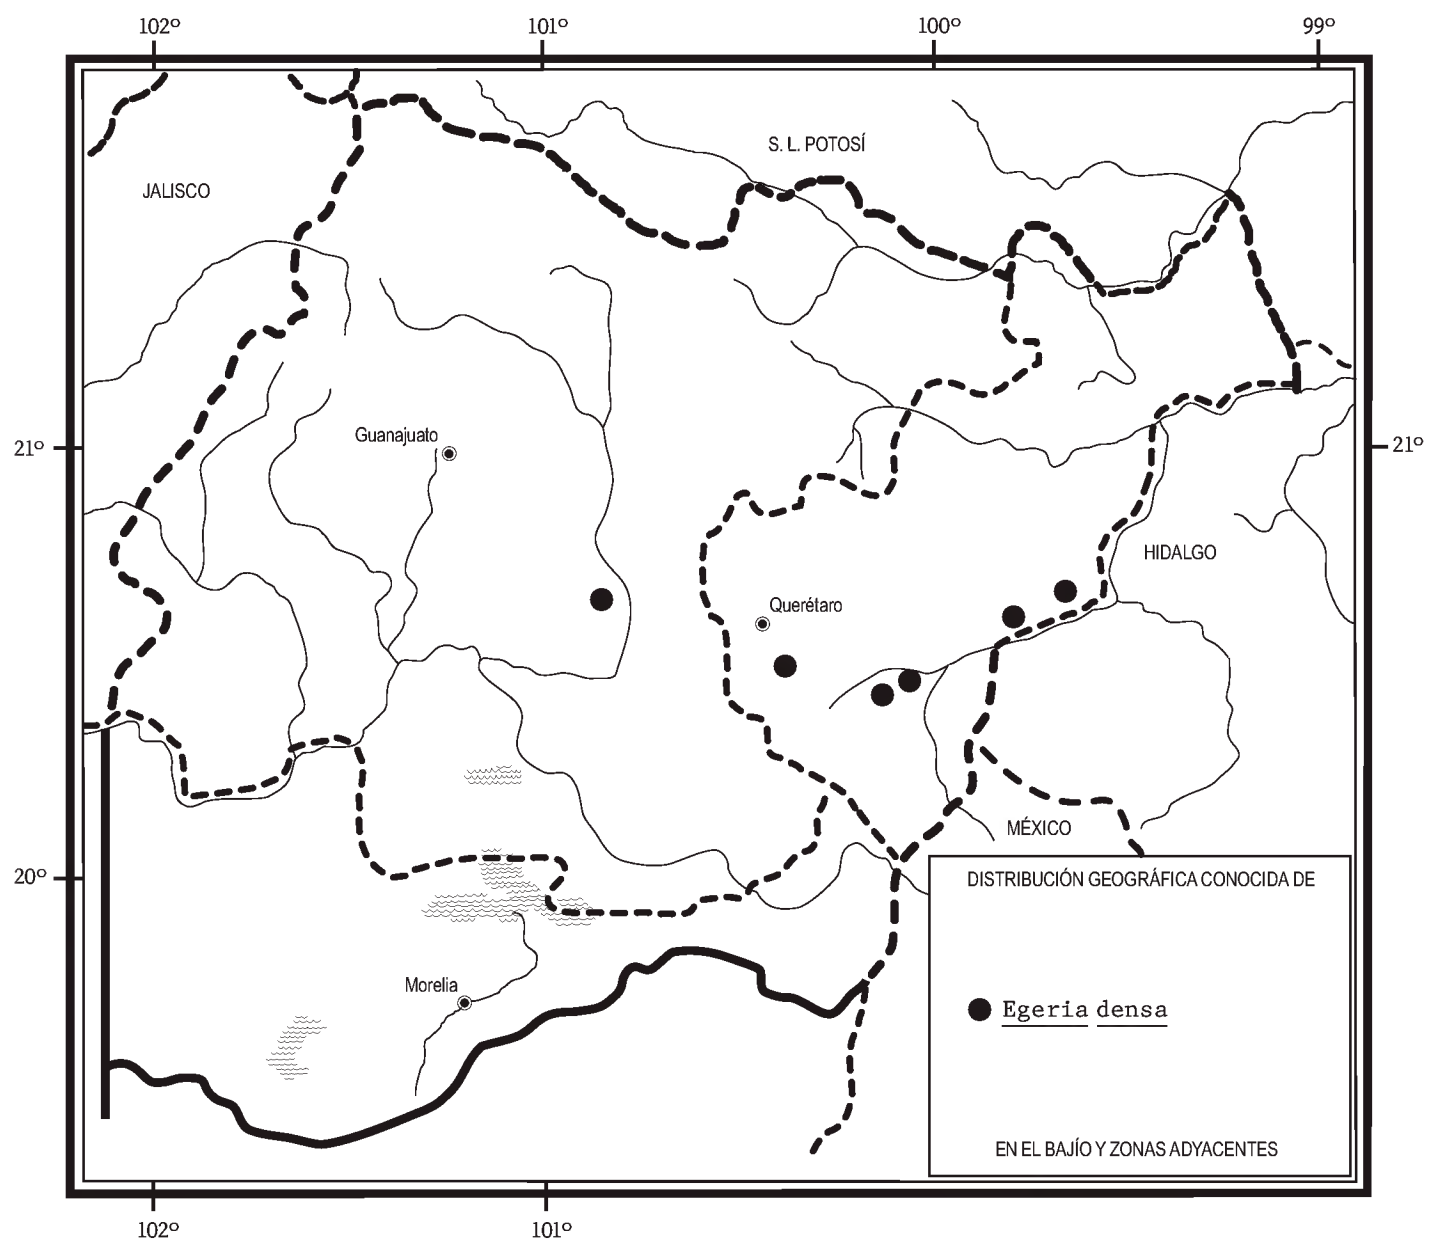 102º 101º 100º 99º
S. L. POTOSÍ
JALISCO
Guanajuato
21º 21º
HIDALGO
Querétaro
MÉXICO
20º
DISTRIBUCIÓN GEOGRÁFICA CONOCIDA DE
Morelia
Egeria densa
EN EL BAJÍO Y ZONAS ADYACENTES
102º 101º